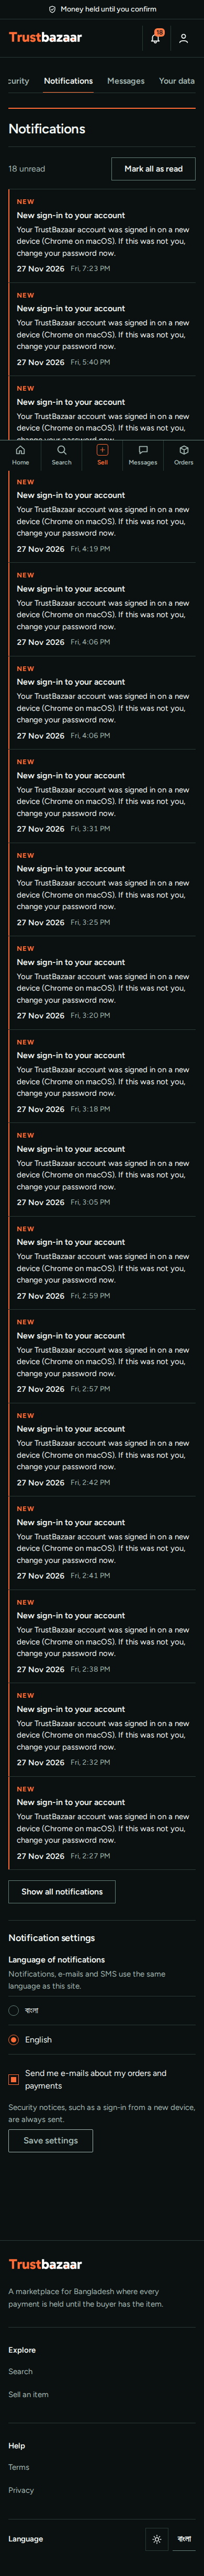 Money held until you confirm
Trustbazaar
18
curity Notifications Messages Your data
Notifications
18 unread Mark all as read
NEW
New sign-in to your account
Your TrustBazaar account was signed in on a new
device (Chrome on macOS). If this was not you,
change your password now.
27 Nov 2026 Fri, 7:23 PM
NEW
New sign-in to your account
Your TrustBazaar account was signed in on a new
device (Chrome on macOS). If this was not you,
change your password now.
27 Nov 2026 Fri, 5:40 PM
NEW
New sign-in to your account
Your TrustBazaar account was signed in on a new
device (Chrome on macOS). If this was not you,
change your password now.
Home Search Sell Messages Orders
NEW
New sign-in to your account
Your TrustBazaar account was signed in on a new
device (Chrome on macOS). If this was not you,
change your password now.
27 Nov 2026 Fri, 4:19 PM
NEW
New sign-in to your account
Your TrustBazaar account was signed in on a new
device (Chrome on macOS). If this was not you,
change your password now.
27 Nov 2026 Fri, 4:06 PM
NEW
New sign-in to your account
Your TrustBazaar account was signed in on a new
device (Chrome on macOS). If this was not you,
change your password now.
27 Nov 2026 Fri, 4:06 PM
NEW
New sign-in to your account
Your TrustBazaar account was signed in on a new
device (Chrome on macOS). If this was not you,
change your password now.
27 Nov 2026 Fri, 3:31 PM
NEW
New sign-in to your account
Your TrustBazaar account was signed in on a new
device (Chrome on macOS). If this was not you,
change your password now.
27 Nov 2026 Fri, 3:25 PM
NEW
New sign-in to your account
Your TrustBazaar account was signed in on a new
device (Chrome on macOS). If this was not you,
change your password now.
27 Nov 2026 Fri, 3:20 PM
NEW
New sign-in to your account
Your TrustBazaar account was signed in on a new
device (Chrome on macOS). If this was not you,
change your password now.
27 Nov 2026 Fri, 3:18 PM
NEW
New sign-in to your account
Your TrustBazaar account was signed in on a new
device (Chrome on macOS). If this was not you,
change your password now.
27 Nov 2026 Fri, 3:05 PM
NEW
New sign-in to your account
Your TrustBazaar account was signed in on a new
device (Chrome on macOS). If this was not you,
change your password now.
27 Nov 2026 Fri, 2:59 PM
NEW
New sign-in to your account
Your TrustBazaar account was signed in on a new
device (Chrome on macOS). If this was not you,
change your password now.
27 Nov 2026 Fri, 2:57 PM
NEW
New sign-in to your account
Your TrustBazaar account was signed in on a new
device (Chrome on macOS). If this was not you,
change your password now.
27 Nov 2026 Fri, 2:42 PM
NEW
New sign-in to your account
Your TrustBazaar account was signed in on a new
device (Chrome on macOS). If this was not you,
change your password now.
27 Nov 2026 Fri, 2:41 PM
NEW
New sign-in to your account
Your TrustBazaar account was signed in on a new
device (Chrome on macOS). If this was not you,
change your password now.
27 Nov 2026 Fri, 2:38 PM
NEW
New sign-in to your account
Your TrustBazaar account was signed in on a new
device (Chrome on macOS). If this was not you,
change your password now.
27 Nov 2026 Fri, 2:32 PM
NEW
New sign-in to your account
Your TrustBazaar account was signed in on a new
device (Chrome on macOS). If this was not you,
change your password now.
27 Nov 2026 Fri, 2:27 PM
Show all notifications
Notification settings
Language of notifications
Notifications, e-mails and SMS use the same
language as this site.
বাংলা
English
Send me e-mails about my orders and
payments
Security notices, such as a sign-in from a new device,
are always sent.
Save settings
Trustbazaar
A marketplace for Bangladesh where every
payment is held until the buyer has the item.
Explore
Search
Sell an item
Help
Terms
Privacy
Language বাংলা